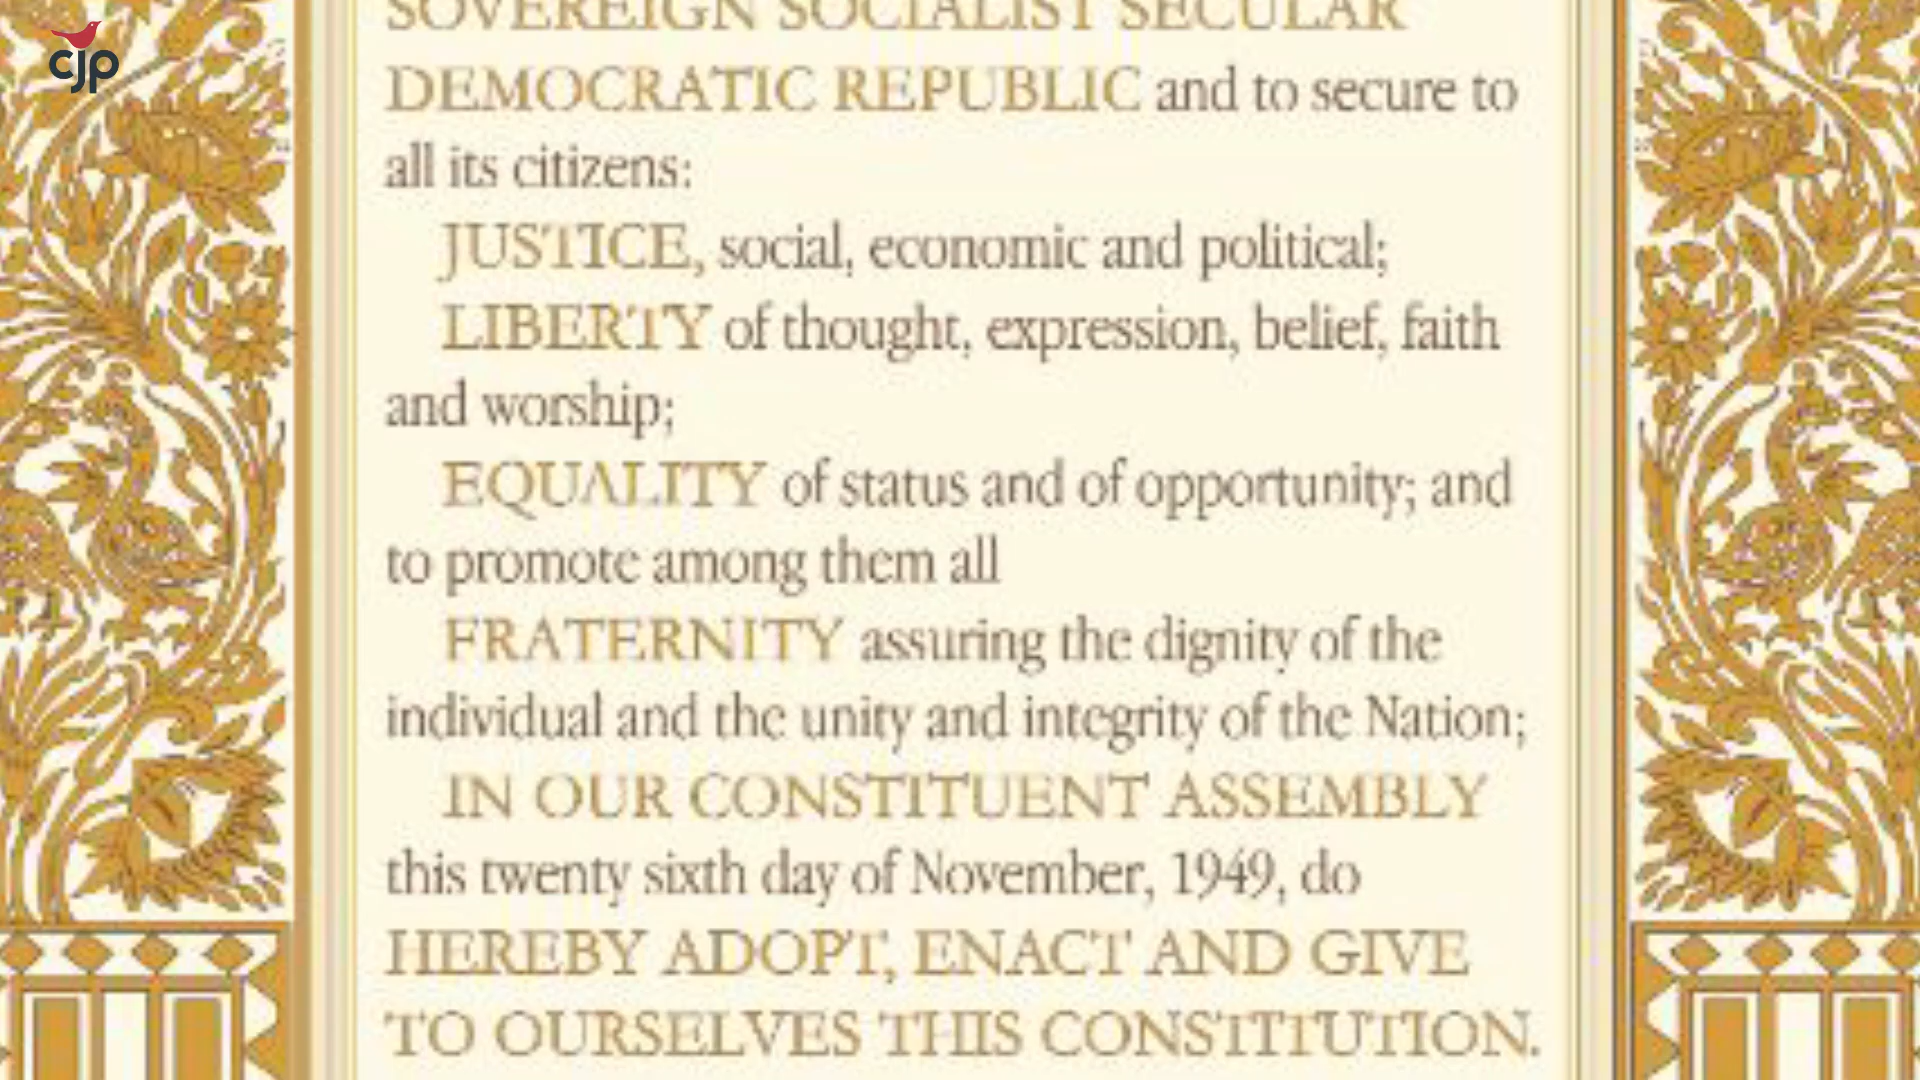 cjp
SOVEREIGN SOCIALIST SECULAR
DEMOCRATIC REPUBLIC and to secure to
all its citizens:
JUSTICE, social, economic and political;
LIBERTY of thought, expression, belief, faith
and worship;
EQUALITY of status and of opportunity; and
to promote among them all
FRATERNITY assuring the dignity of the
individual and the unity and integrity of the Nation;
IN OUR CONSTITUENT ASSEMBLY
this twenty sixth day of November, 1949, do
HEREBY ADOPT, ENACT AND GIVE
TO OURSELVES THIS CONSTITUTION.